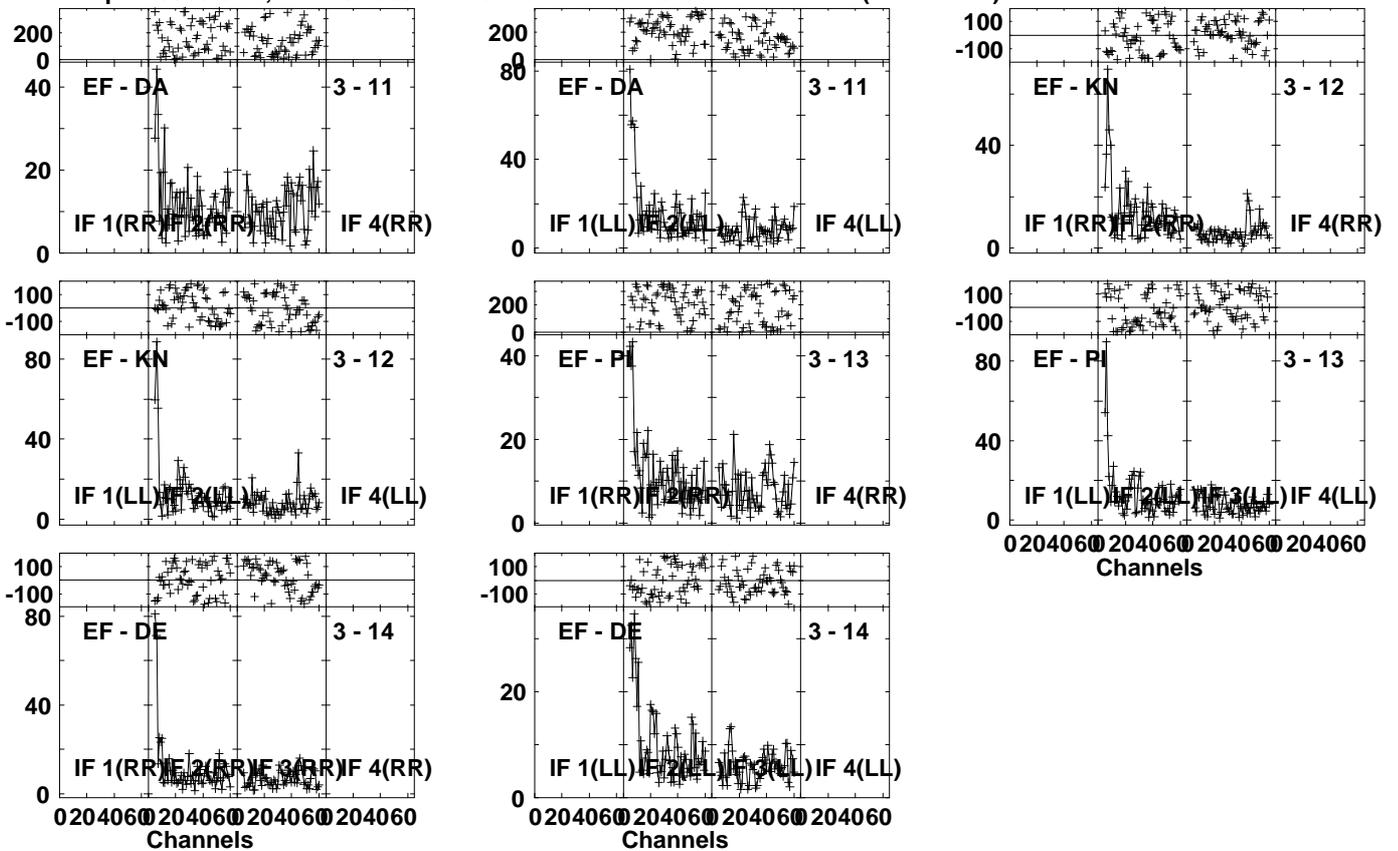 200 200 100
0 0 -100
EF - DA 3 - 11 80 EF - DA 3 - 11 EF - KN 3 - 12
40
20 40 40
IF 1(RR) IF 2(RR) IF 4(RR) IF 1(LL) IF 2(LL) IF 4(LL) IF 1(RR) IF 2(RR) IF 4(RR)
0 0 0
100 200 100
-100 0 -100
80 EF - KN 3 - 12 40 EF - PI 3 - 13 80 EF - PI 3 - 13
40 20 40
IF 1(LL) IF 2(LL) IF 4(LL) IF 1(RR) IF 2(RR) IF 4(RR) IF 1(LL) IF 2(LL) IF 3(LL) IF 4(LL)
0 0 0
0 20 40 60 0 20 40 60 0 20 40 60 0 20 40 60
Channels
100 100
-100 -100
80 EF - DE 3 - 14 EF - DE 3 - 14
40 20
IF 1(RR) IF 2(RR) IF 3(RR) IF 4(RR) IF 1(LL) IF 2(LL) IF 3(LL) IF 4(LL)
0 0
0 20 40 60 0 20 40 60 0 20 40 60 0 20 40 60 0 20 40 60 0 20 40 60 0 20 40 60 0 20 40 60
Channels Channels